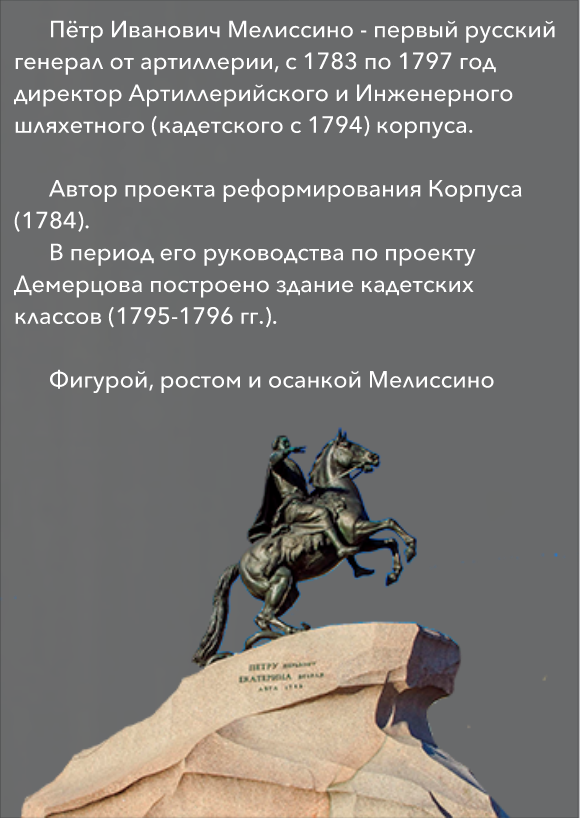 Пётр Иванович Мелиссино - первый русский
генерал от артиллерии, с 1783 по 1797 год
директор Артиллерийского и Инженерного
шляхетного (кадетского с 1794) корпуса.
Автор проекта реформирования Корпуса
(1784).
В период его руководства по проекту
Демерцова построено здание кадетских
классов (1795-1796 гг.).
Фигурой, ростом и осанкой Мелиссино
ПЕТРУ
ЕКАТЕРИНА